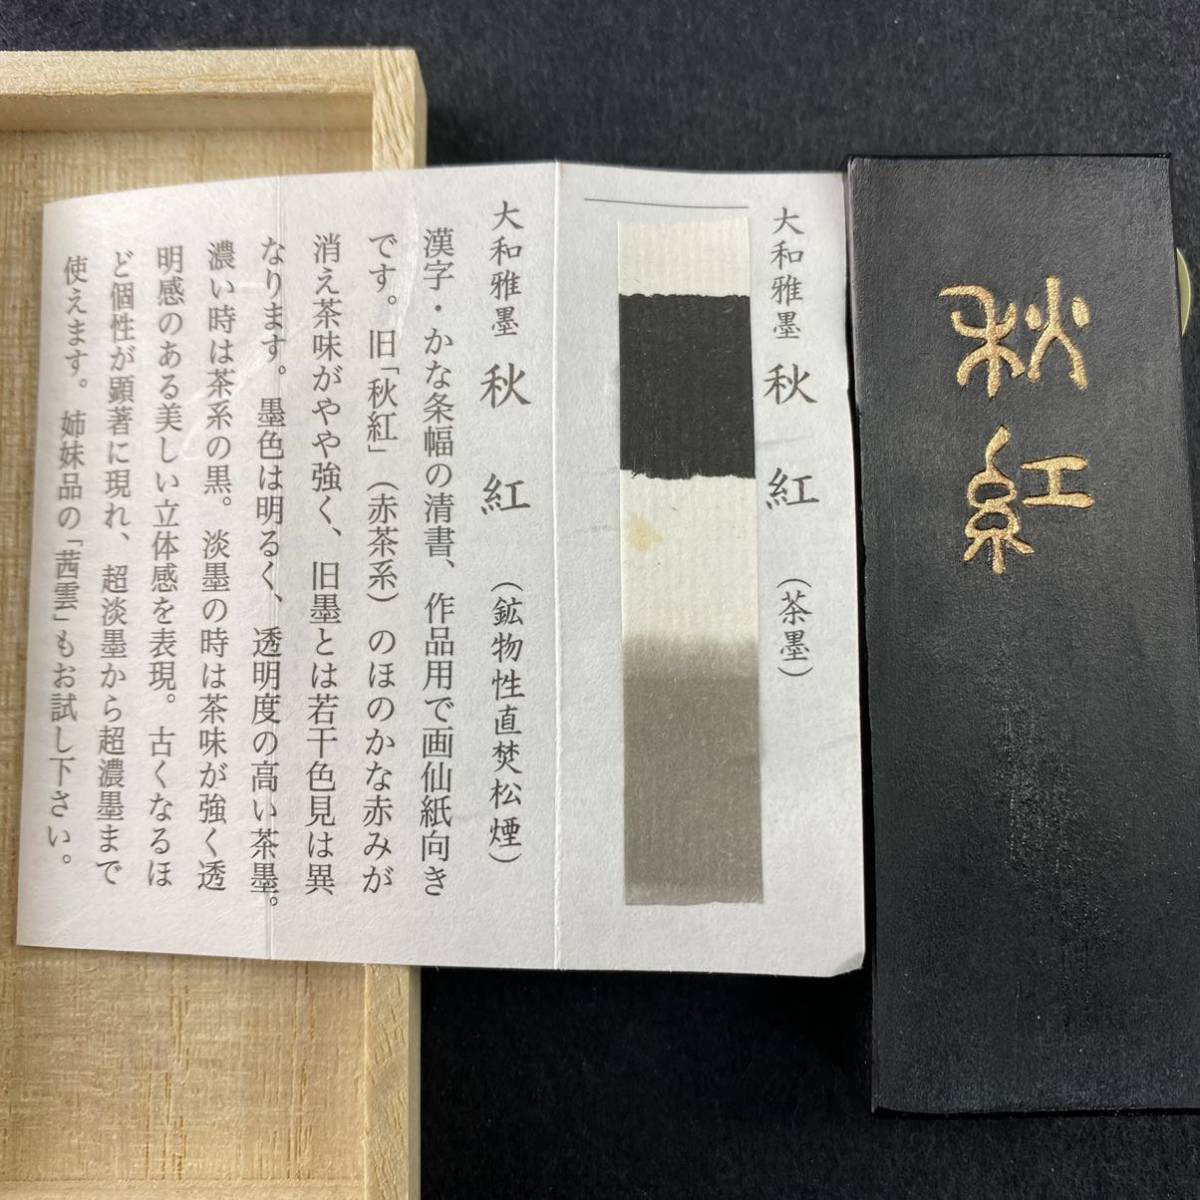 秋紅
大和雅墨 秋紅 (茶墨)
大和雅墨 秋紅 (鉱物性直焚松煙)
漢字・かな条幅の清書、作品用で画仙紙向き
です。旧「秋紅」(赤茶系)のほのかな赤みが
消え茶味がやや強く、旧墨とは若干色見は異
なります。墨色は明るく、透明度の高い茶墨。
濃い時は茶系の黒。淡墨の時は茶味が強く透
明感のある美しい立体感を表現。古くなるほ
ど個性が顕著に現れ、超淡墨から超濃墨まで
使えます。姉妹品の「茜雲」もお試し下さい。